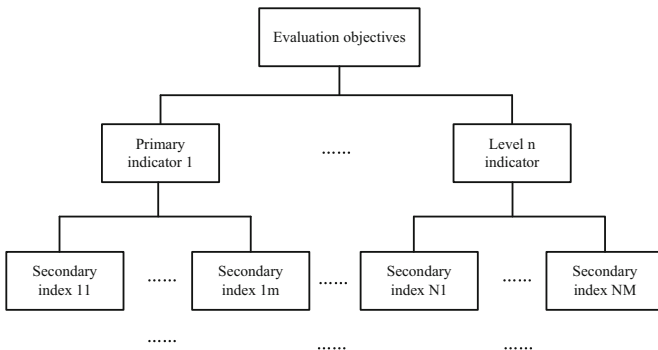 Evaluation objectives
Primary
indicator 1
......
Level n
indicator
Secondary
index 11
......
Secondary
index 1m
......
Secondary
index N1
......
Secondary
index NM
......
......
......